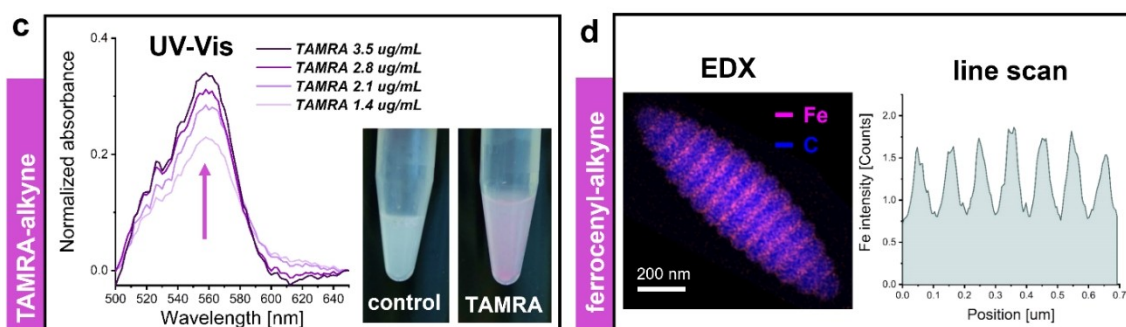 c
TAMRA-alkyne
UV-Vis
TAMRA 3.5 ug/mL
TAMRA 2.8 ug/mL
TAMRA 2.1 ug/mL
TAMRA 1.4 ug/mL
Normalized absorbance
0.4
0.2
0.0
500 520 540 560 580 600 620 640
Wavelength [nm]
control
TAMRA
d
ferrocenyl-alkyne
EDX
Fe
C
200 nm
line scan
Fe intensity [Counts]
2.0
1.5
1.0
0.5
0.0
0.0 0.1 0.2 0.3 0.4 0.5 0.6 0.7
Position [um]